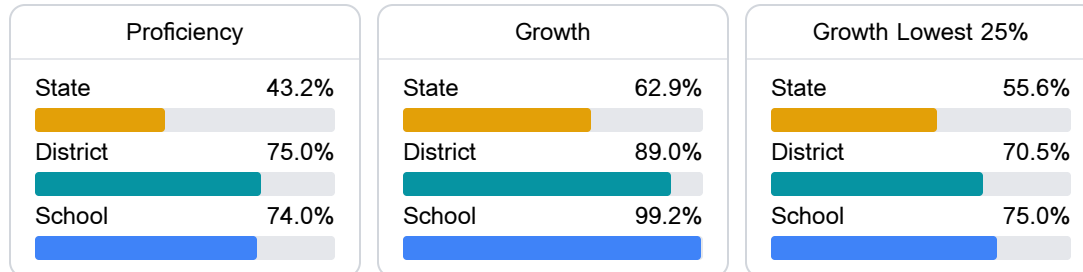 Proficiency
State 43.2%
District 75.0%
School 74.0%
Growth
State 62.9%
District 89.0%
School 99.2%
Growth Lowest 25%
State 55.6%
District 70.5%
School 75.0%